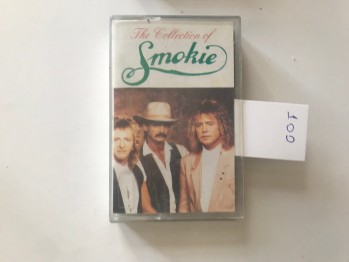 The Collection of
Smokie
100